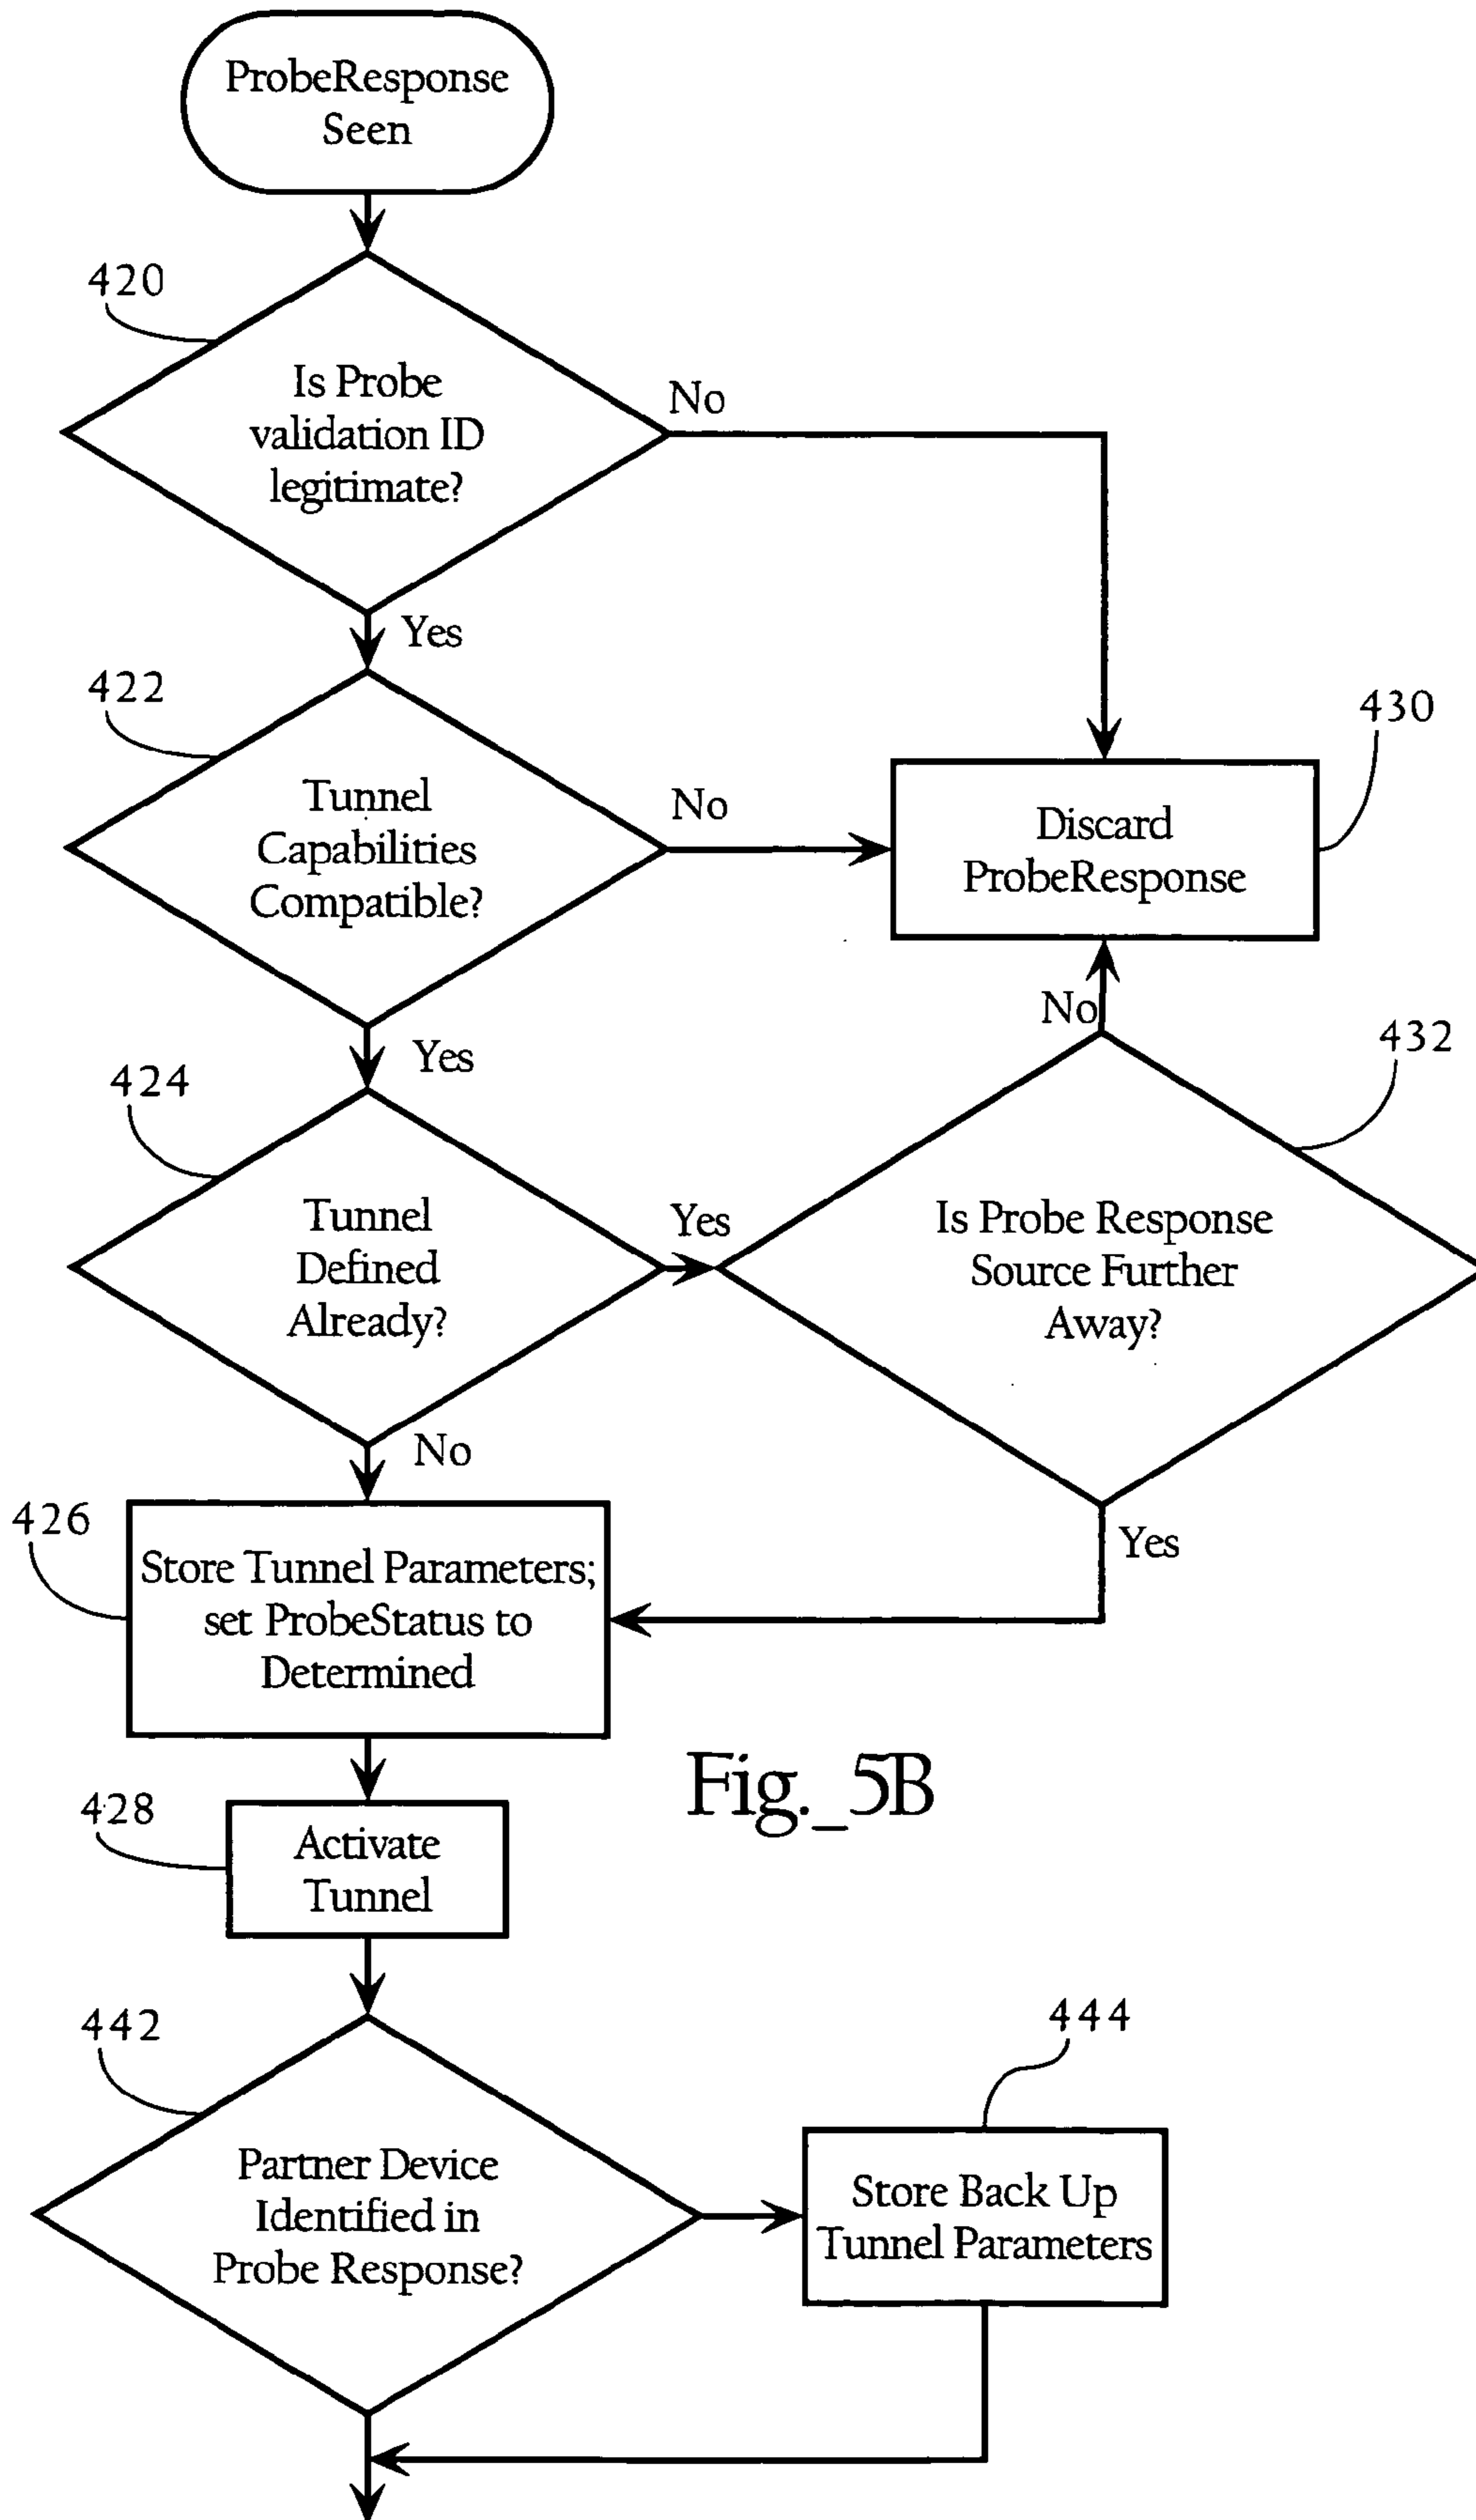 ProbeResponse
Seen
420
Is Probe
validation ID
legitimate?
No
Yes
422
Tunnel
Capabilities
Compatible?
No
430
Discard
ProbeResponse
Yes
No
432
424
Tunnel
Defined
Already?
Yes
Is Probe Response
Source Further
Away?
No
Yes
426
Store Tunnel Parameters;
set ProbeStatus to
Determined
Fig._5B
428
Activate
Tunnel
442
444
Partner Device
Identified in
Probe Response?
Store Back Up
Tunnel Parameters